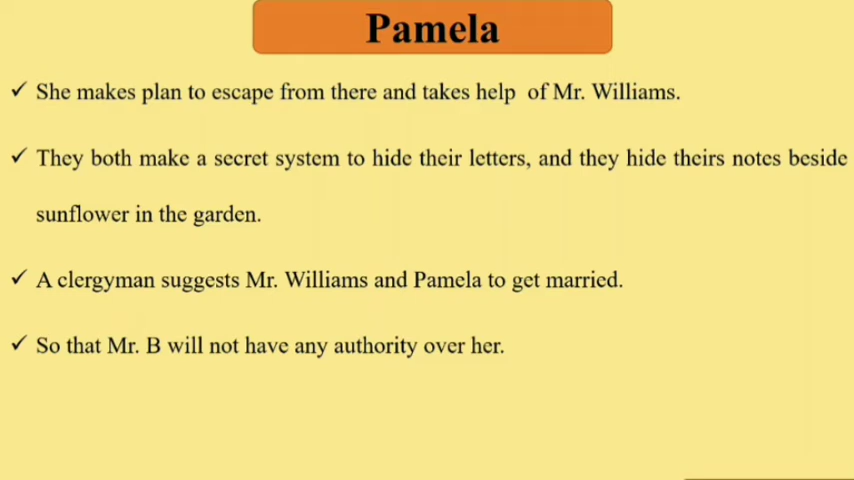 Pamela
✓ She makes plan to escape from there and takes help of Mr. Williams.
✓ They both make a secret system to hide their letters, and they hide theirs notes beside
sunflower in the garden.
✓ A clergyman suggests Mr. Williams and Pamela to get married.
✓ So that Mr. B will not have any authority over her.